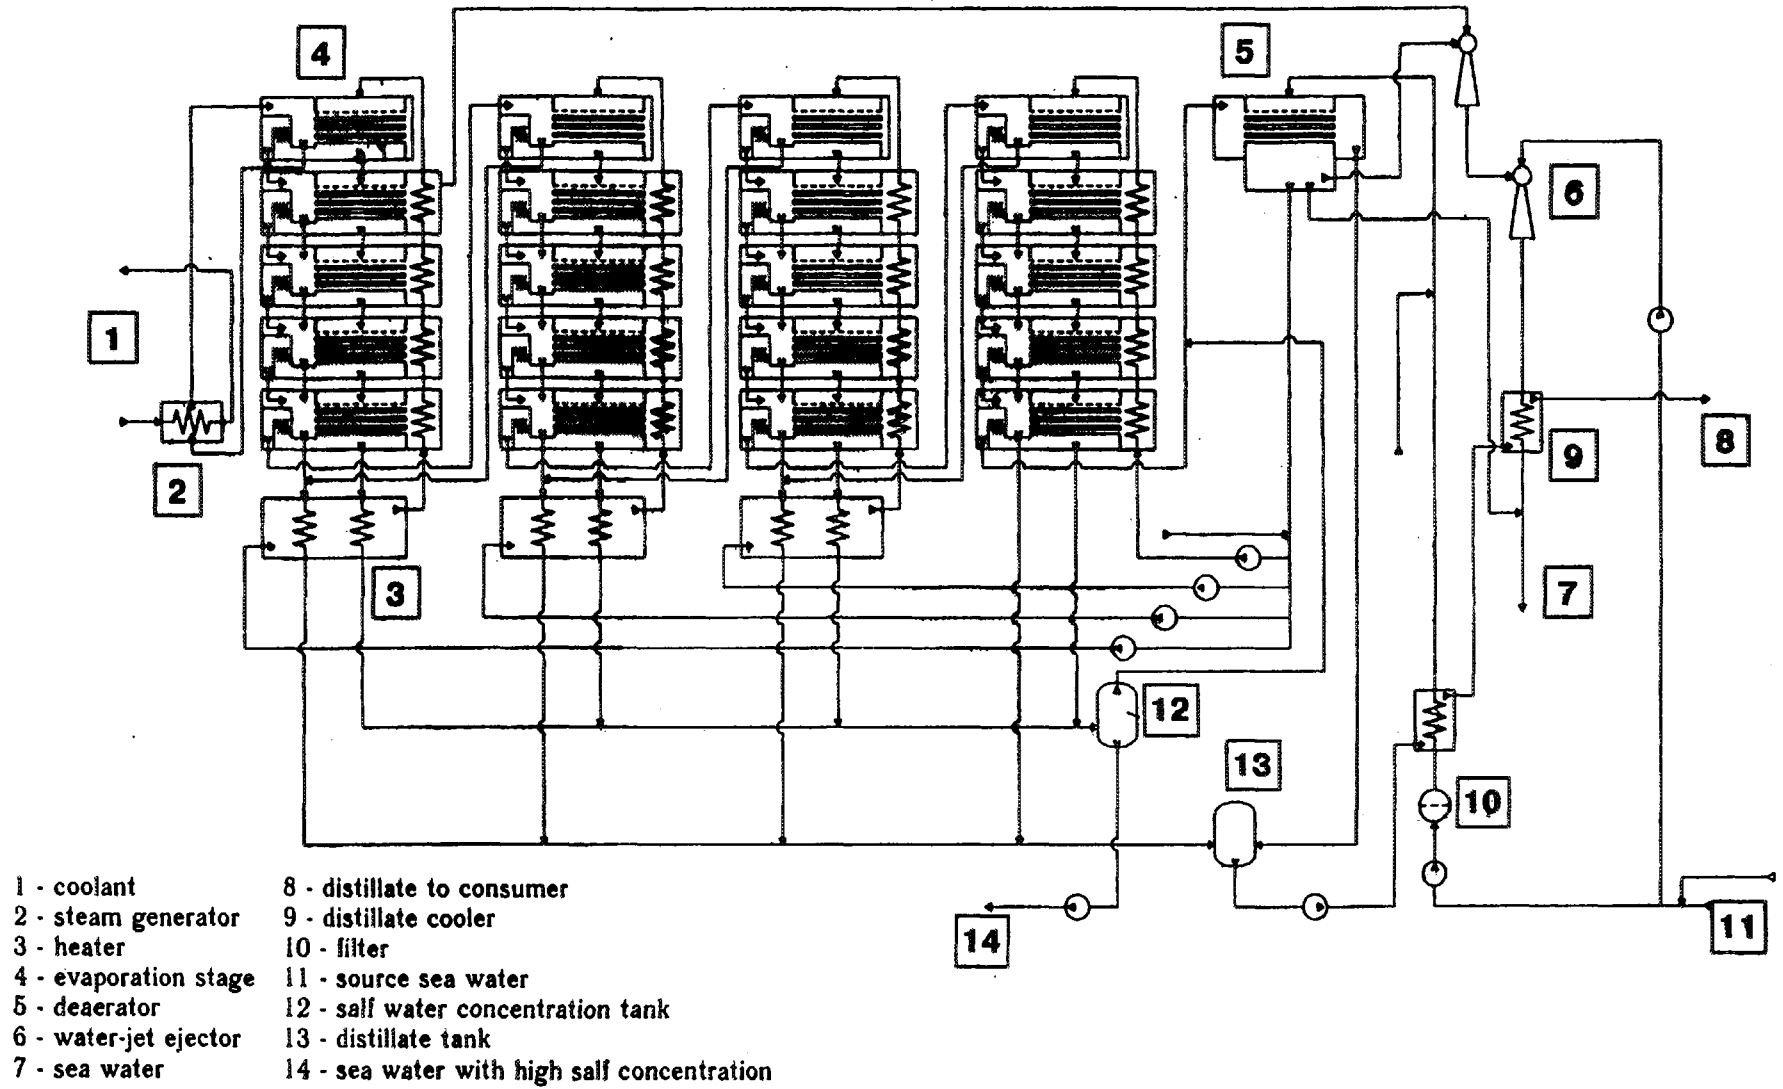 4
5
6
1
2
9
8
3
7
12
13
10
14
11
1 - coolant
2 - steam generator
3 - heater
4 - evaporation stage
5 - deaerator
6 - water-jet ejector
7 - sea water
8 - distillate to consumer
9 - distillate cooler
10 - filter
11 - source sea water
12 - salf water concentration tank
13 - distillate tank
14 - sea water with high salf concentration